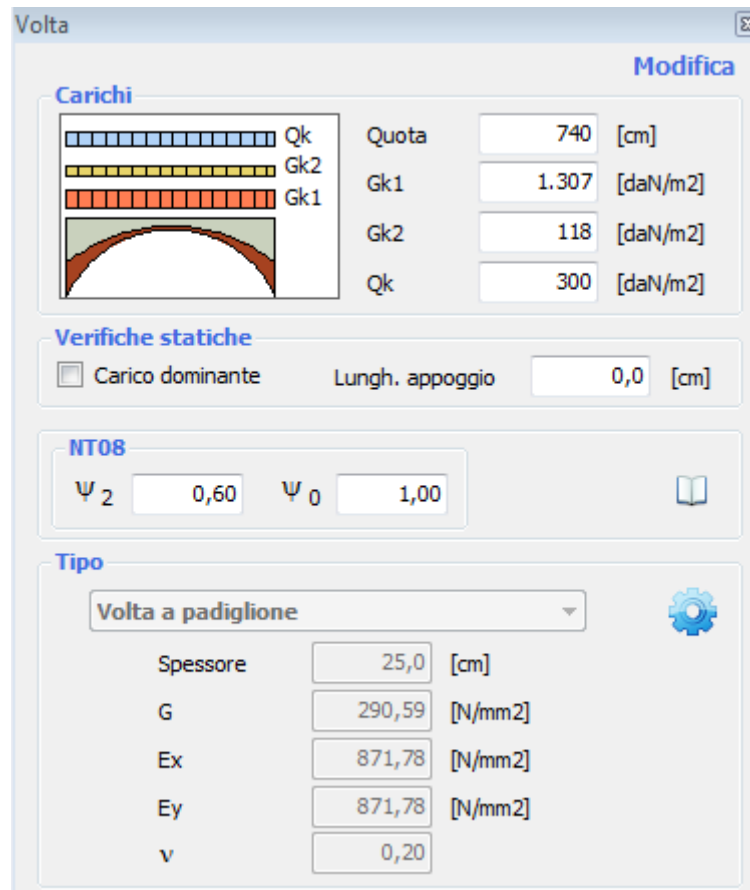 Volta
Modifica
Carichi
Qk
Gk2
Gk1
Quota 740 [cm]
Gk1 1.307 [daN/m2]
Gk2 118 [daN/m2]
Qk 300 [daN/m2]
Verifiche statiche
Carico dominante Lungh. appoggio 0,0 [cm]
NT08
Ψ 2 0,60 Ψ 0 1,00
Tipo
Volta a padiglione
Spessore 25,0 [cm]
G 290,59 [N/mm2]
Ex 871,78 [N/mm2]
Ey 871,78 [N/mm2]
ν 0,20